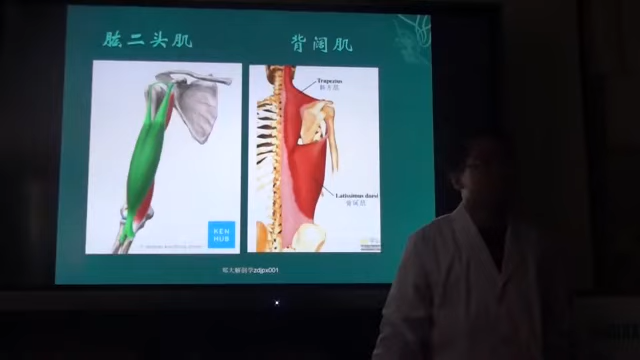 肱二头肌
背阔肌
Trapezius
斜方肌
Latissimus dorsi
背阔肌
KEN
HUB
郑大解剖学zdjpx001